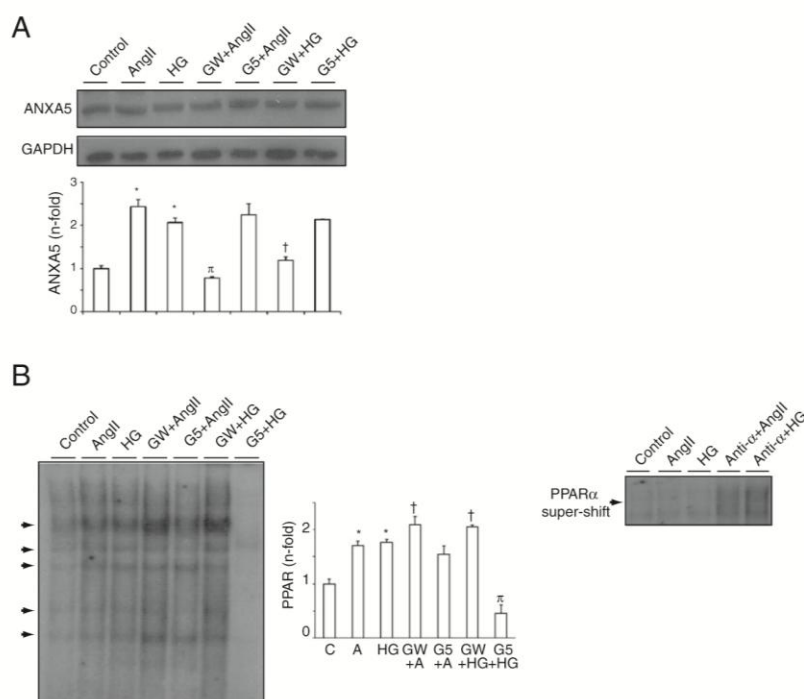 A
Control
AngII
HG
GW+AngII
G5+AngII
GW+HG
G5+HG
ANXA5
GAPDH
ANXA5 (n-fold)
3
2
1
0
*
*
π
†
B
Control
AngII
HG
GW+AngII
G5+AngII
GW+HG
G5+HG
PPAR (n-fold)
2
1
0
*
*
†
†
π
C A HG GW G5 GW G5
+A +A +HG +HG
Control
AngII
HG
Anti-α+AngII
Anti-α+HG
PPARα
super-shift